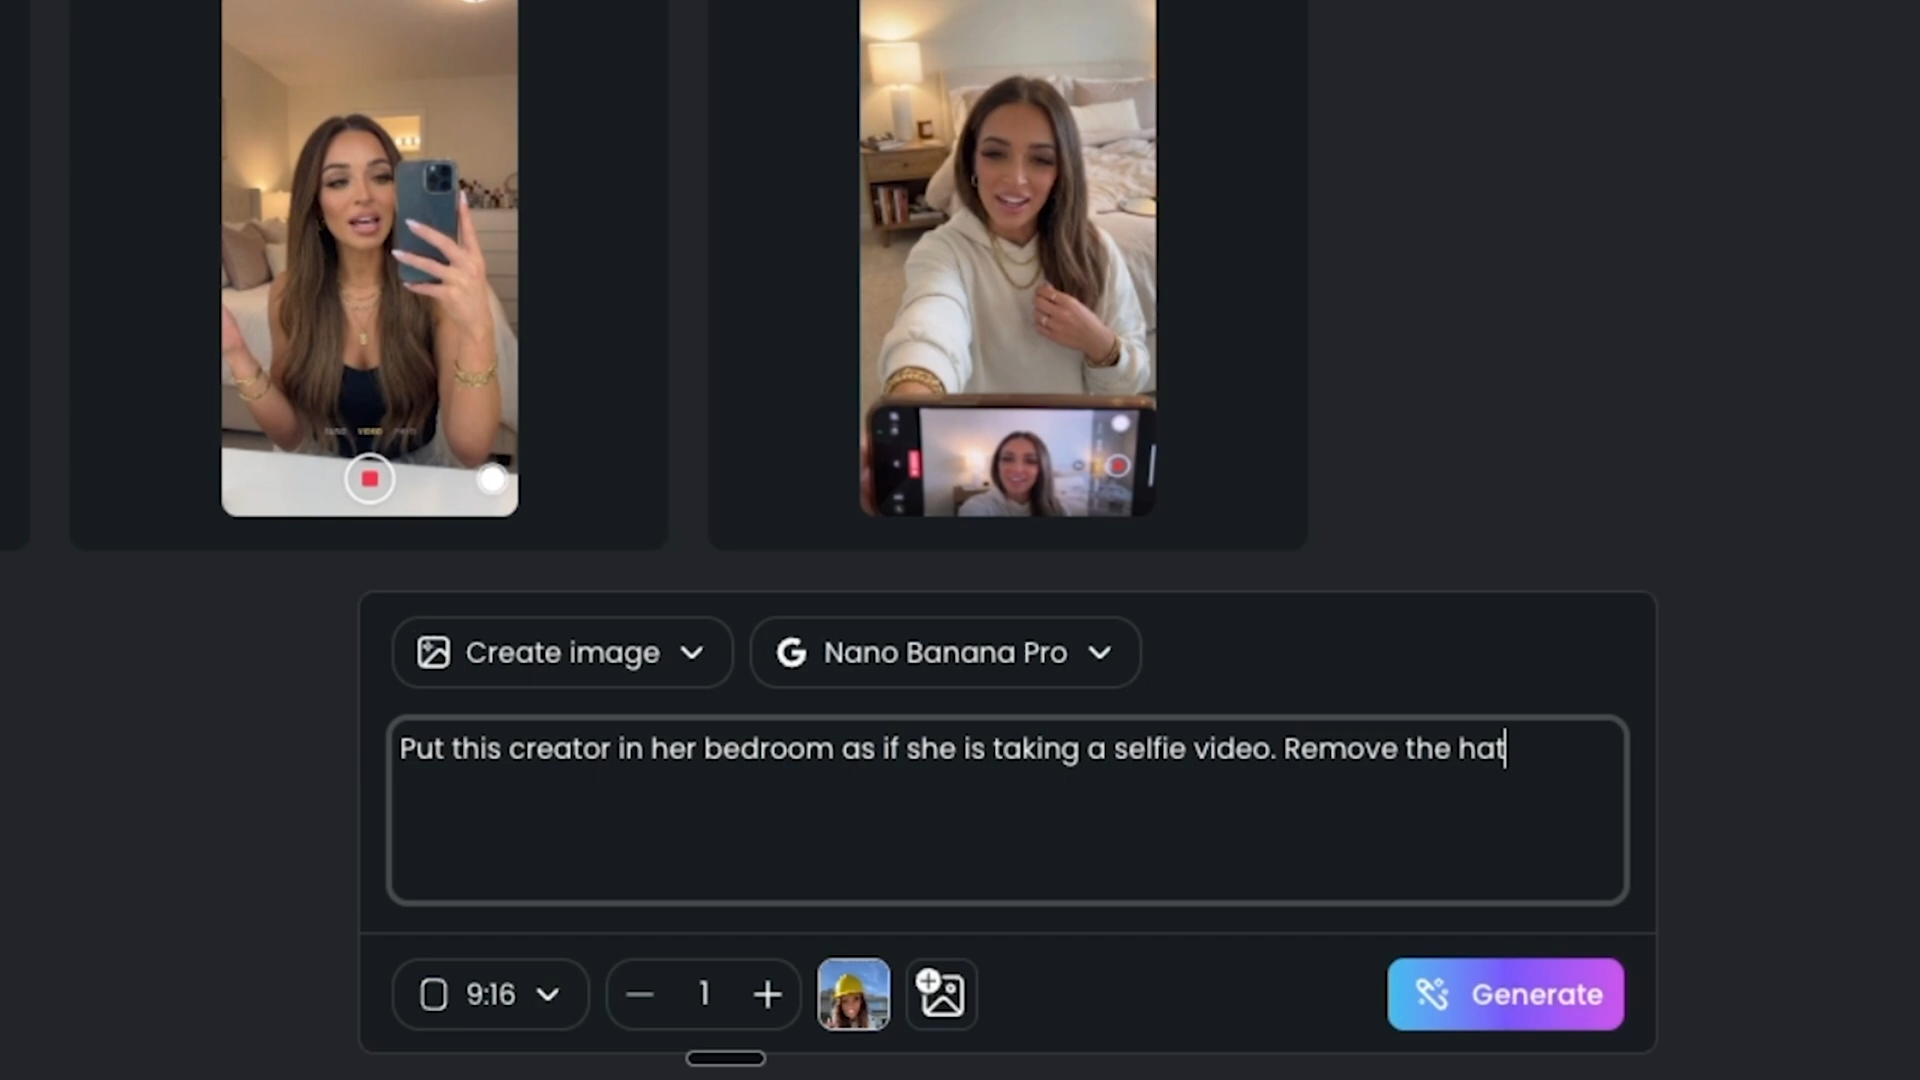 VIDEO
Create image
Nano Banana Pro
Put this creator in her bedroom as if she is taking a selfie video. Remove the hat
9:16
1
Generate